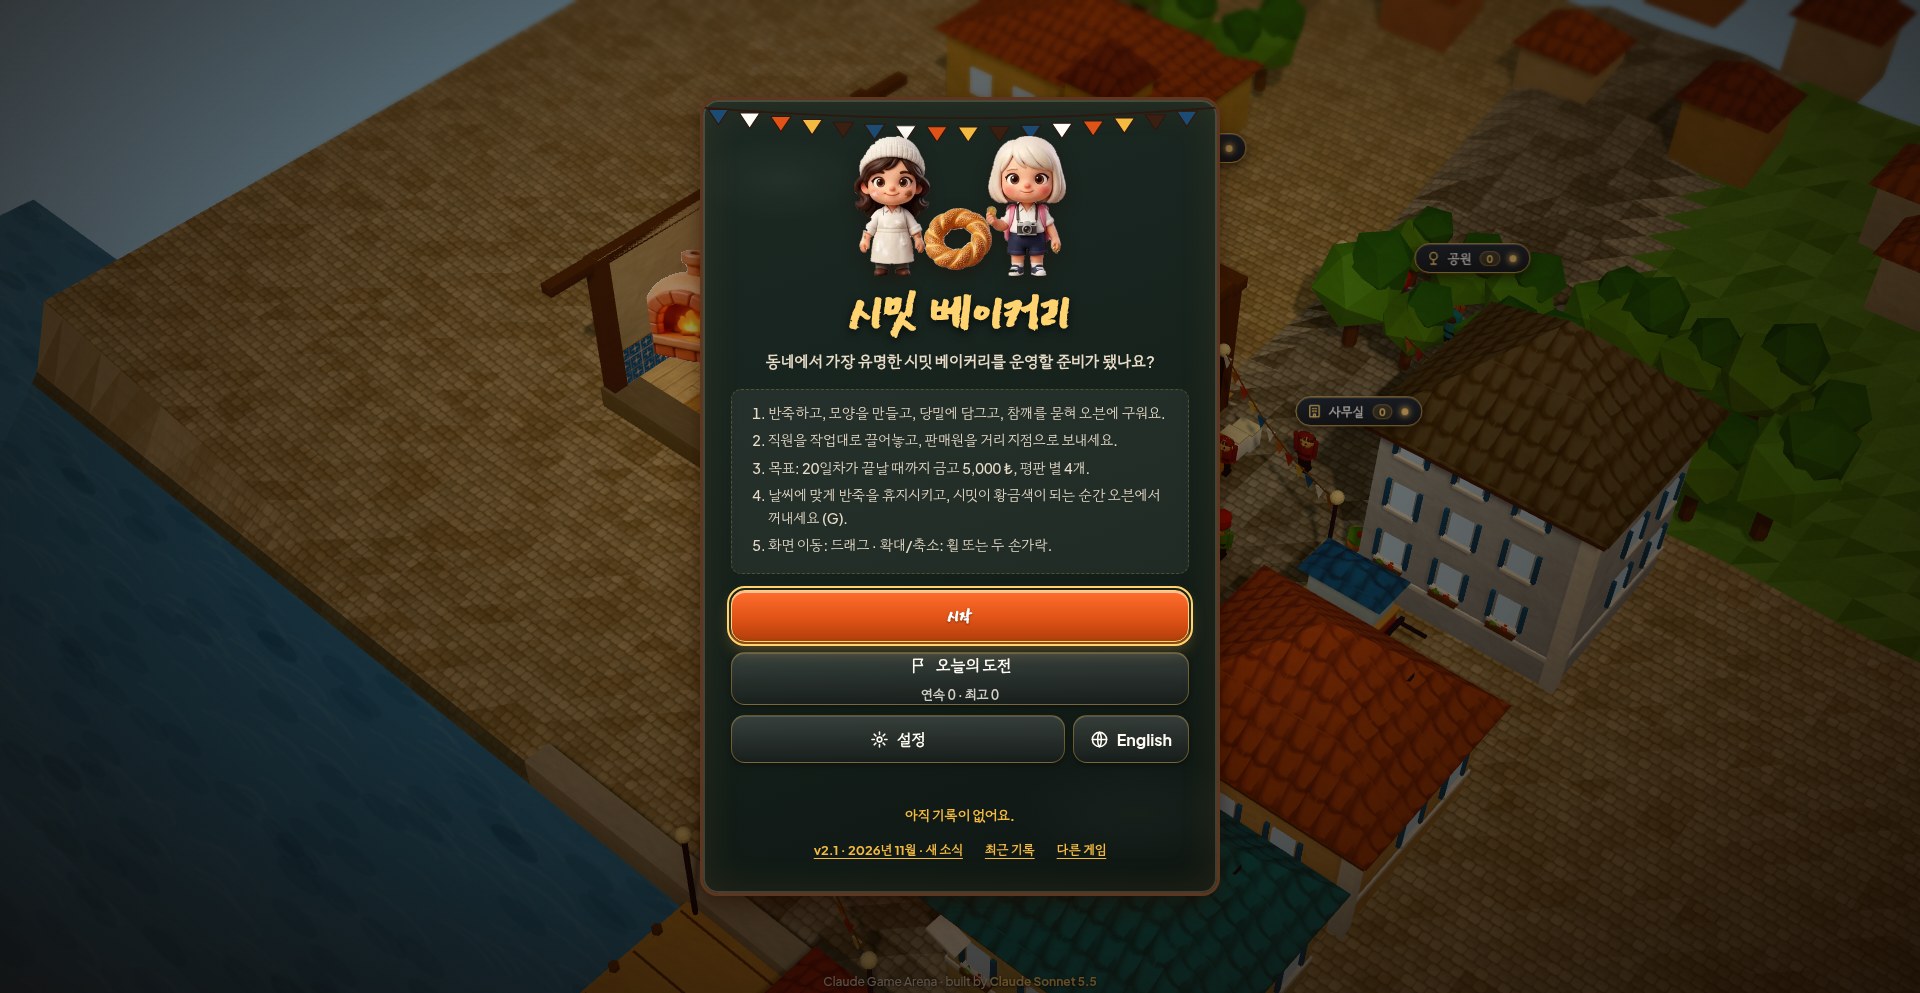 시밋 베이커리
동네에서 가장 유명한 시밋 베이커리를 운영할 준비가 됐나요?
1. 반죽하고, 모양을 만들고, 당밀에 담그고, 참깨를 묻혀 오븐에 구워요.
2. 직원을 작업대로 끌어놓고, 판매원을 거리 지점으로 보내세요.
3. 목표: 20일차가 끝날 때까지 금고 5,000 ₺, 평판 별 4개.
4. 날씨에 맞게 반죽을 휴지시키고, 시밋이 황금색이 되는 순간 오븐에서
꺼내세요 (G).
5. 화면 이동: 드래그 · 확대/축소: 휠 또는 두 손가락.
시작
오늘의 도전
연속 0 · 최고 0
설정
English
아직 기록이 없어요.
v2.1 · 2026년 11월 · 새 소식
최근 기록
다른 게임
공원 0
사무실 0
Claude Game Arena · built by Claude Sonnet 5.5